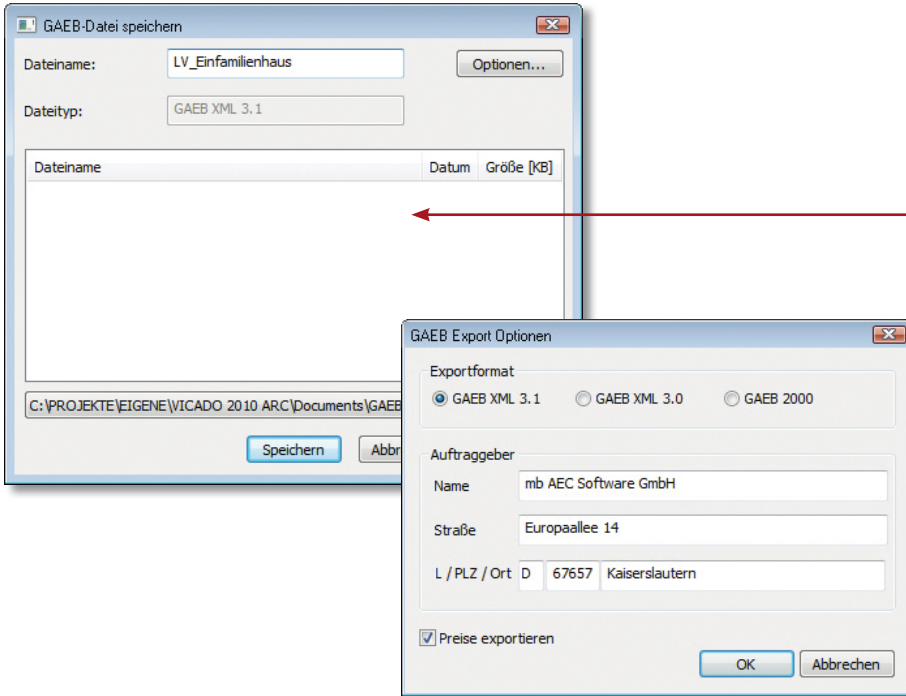 GAEB-Datei speichern
Dateiname: LV_Einfamilienhaus Optionen...
Dateityp: GAEB XML 3.1
Dateiname Datum Größe [KB]
C:\PROJEKTE\EIGENE\VICADO 2010 ARC\Documents\GAEB
Speichern Abbr
GAEB Export Optionen
Exportformat
GAEB XML 3.1 GAEB XML 3.0 GAEB 2000
Auftraggeber
Name mb AEC Software GmbH
Straße Europaallee 14
L / PLZ / Ort D 67657 Kaiserslautern
Preise exportieren
OK Abbrechen